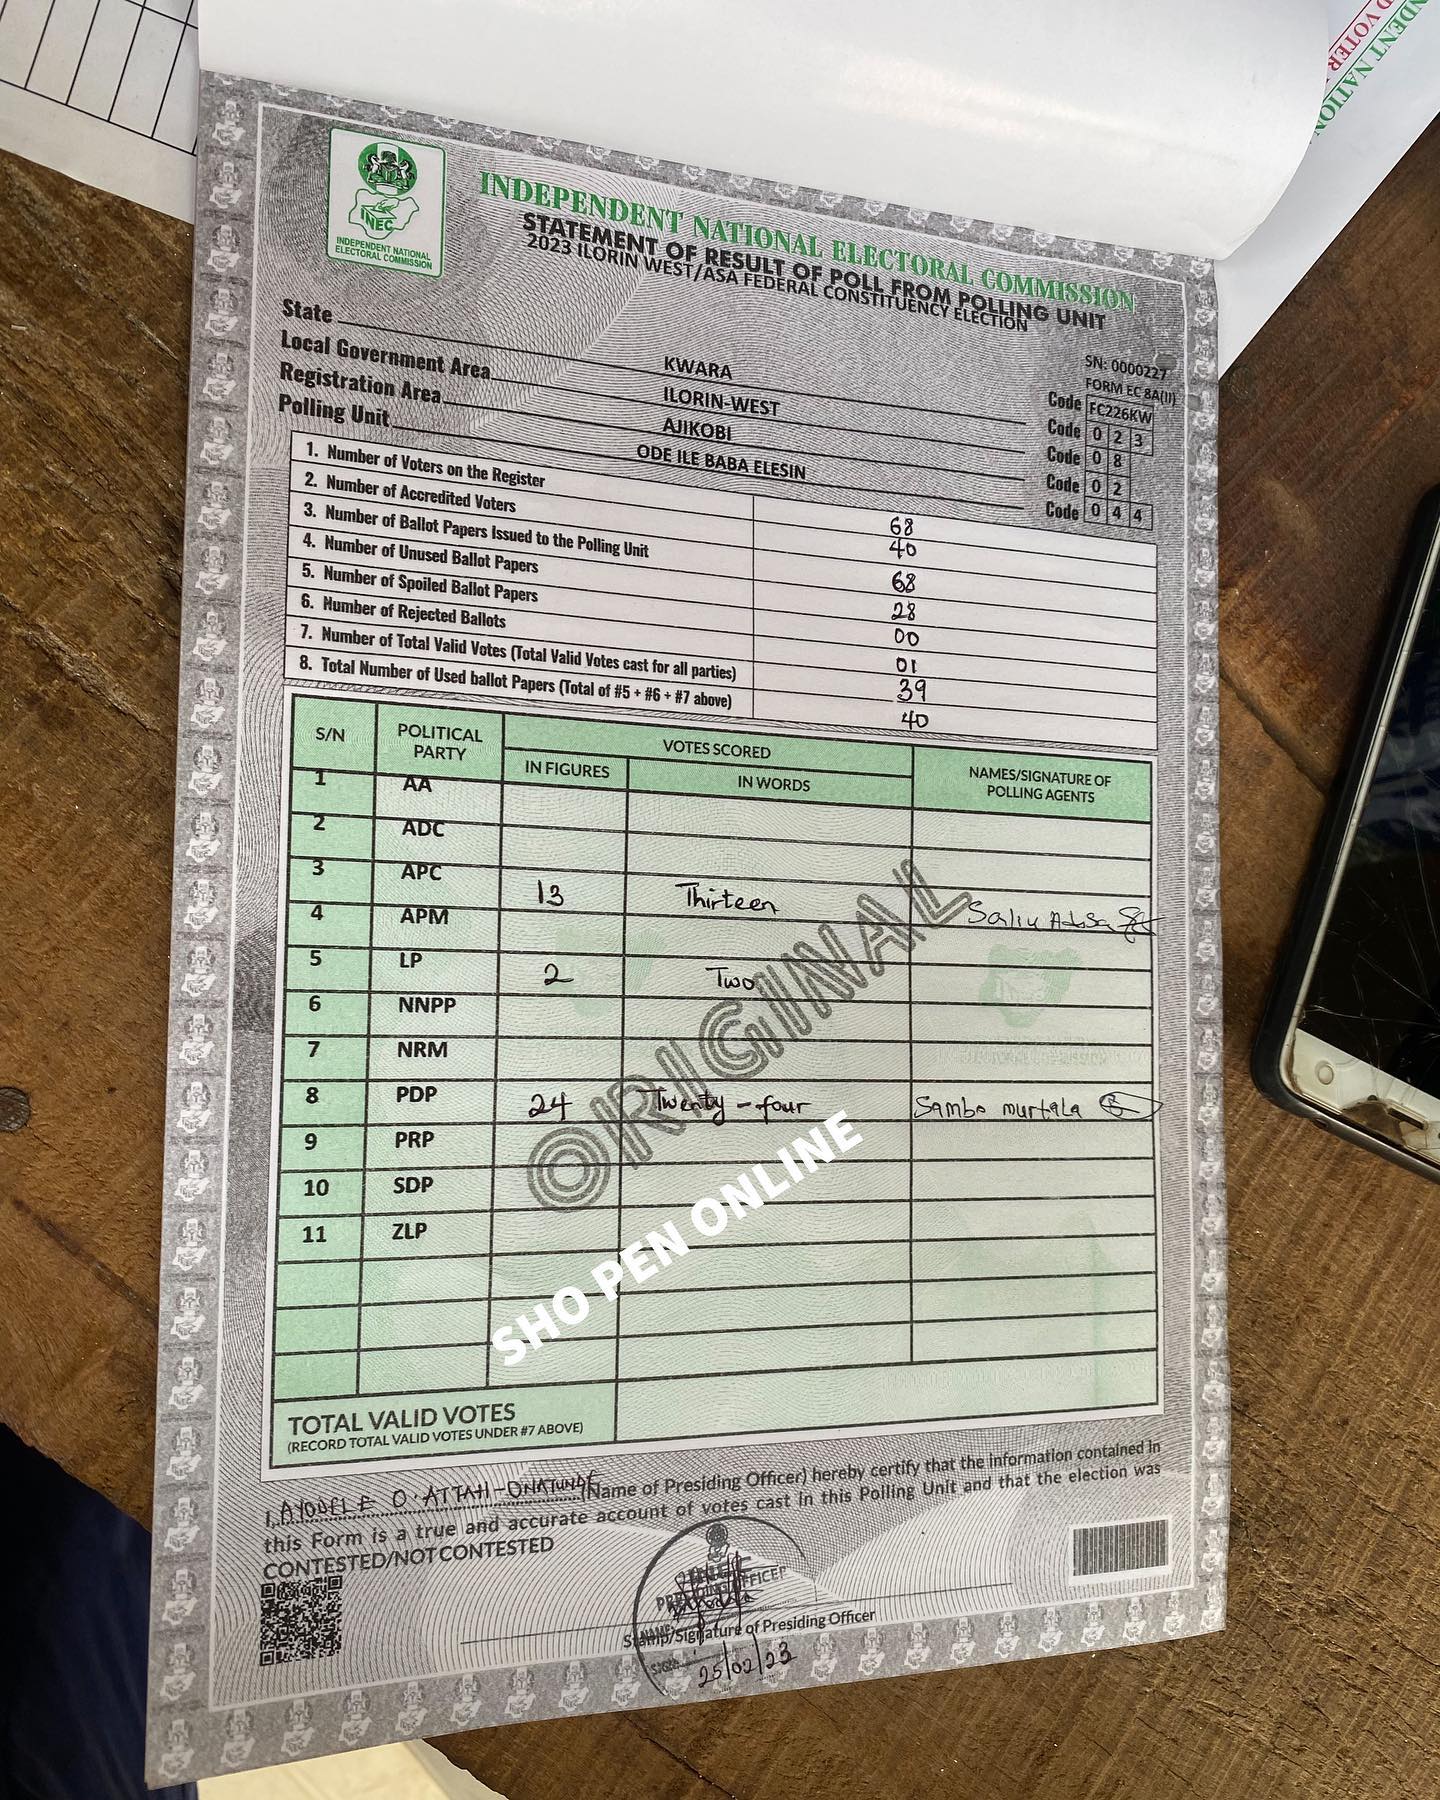 INDEPENDENT NATIONAL ELECTORAL COMMISSION
STATEMENT OF RESULT OF POLL FROM POLLING UNIT
2023 ILORIN WEST/ASA FEDERAL CONSTITUENCY ELECTION
INEC
INDEPENDENT NATIONAL
ELECTORAL COMMISSION
SN: 0000227
FORM EC 8A(II)
State KWARA Code FC226KW
Local Government Area ILORIN-WEST Code 0 2 3
Registration Area AJIKOBI Code 0 8
Polling Unit ODE ILE BABA ELESIN Code 0 2
Code 0 4 4
1. Number of Voters on the Register 68
2. Number of Accredited Voters 40
3. Number of Ballot Papers Issued to the Polling Unit 68
4. Number of Unused Ballot Papers 28
5. Number of Spoiled Ballot Papers 00
6. Number of Rejected Ballots 01
7. Number of Total Valid Votes (Total Valid Votes cast for all parties) 39
8. Total Number of Used ballot Papers (Total of #5 + #6 + #7 above) 40
S/N POLITICAL PARTY VOTES SCORED NAMES/SIGNATURE OF POLLING AGENTS
IN FIGURES IN WORDS
1 AA
2 ADC
3 APC 13 Thirteen Saliu
4 APM
5 LP 2 Two
6 NNPP
7 NRM
8 PDP 24 Twenty-four Sambo murtala
9 PRP
10 SDP
11 ZLP
ORIGINAL
SHO PEN ONLINE
TOTAL VALID VOTES
(RECORD TOTAL VALID VOTES UNDER #7 ABOVE)
I, AYODELE O. ATTAH-ONATUNDE (Name of Presiding Officer) hereby certify that the information contained in
this Form is a true and accurate account of votes cast in this Polling Unit and that the election was
CONTESTED/NOT CONTESTED
PRESIDING OFFICER
Stamp/Signature of Presiding Officer
25/02/23